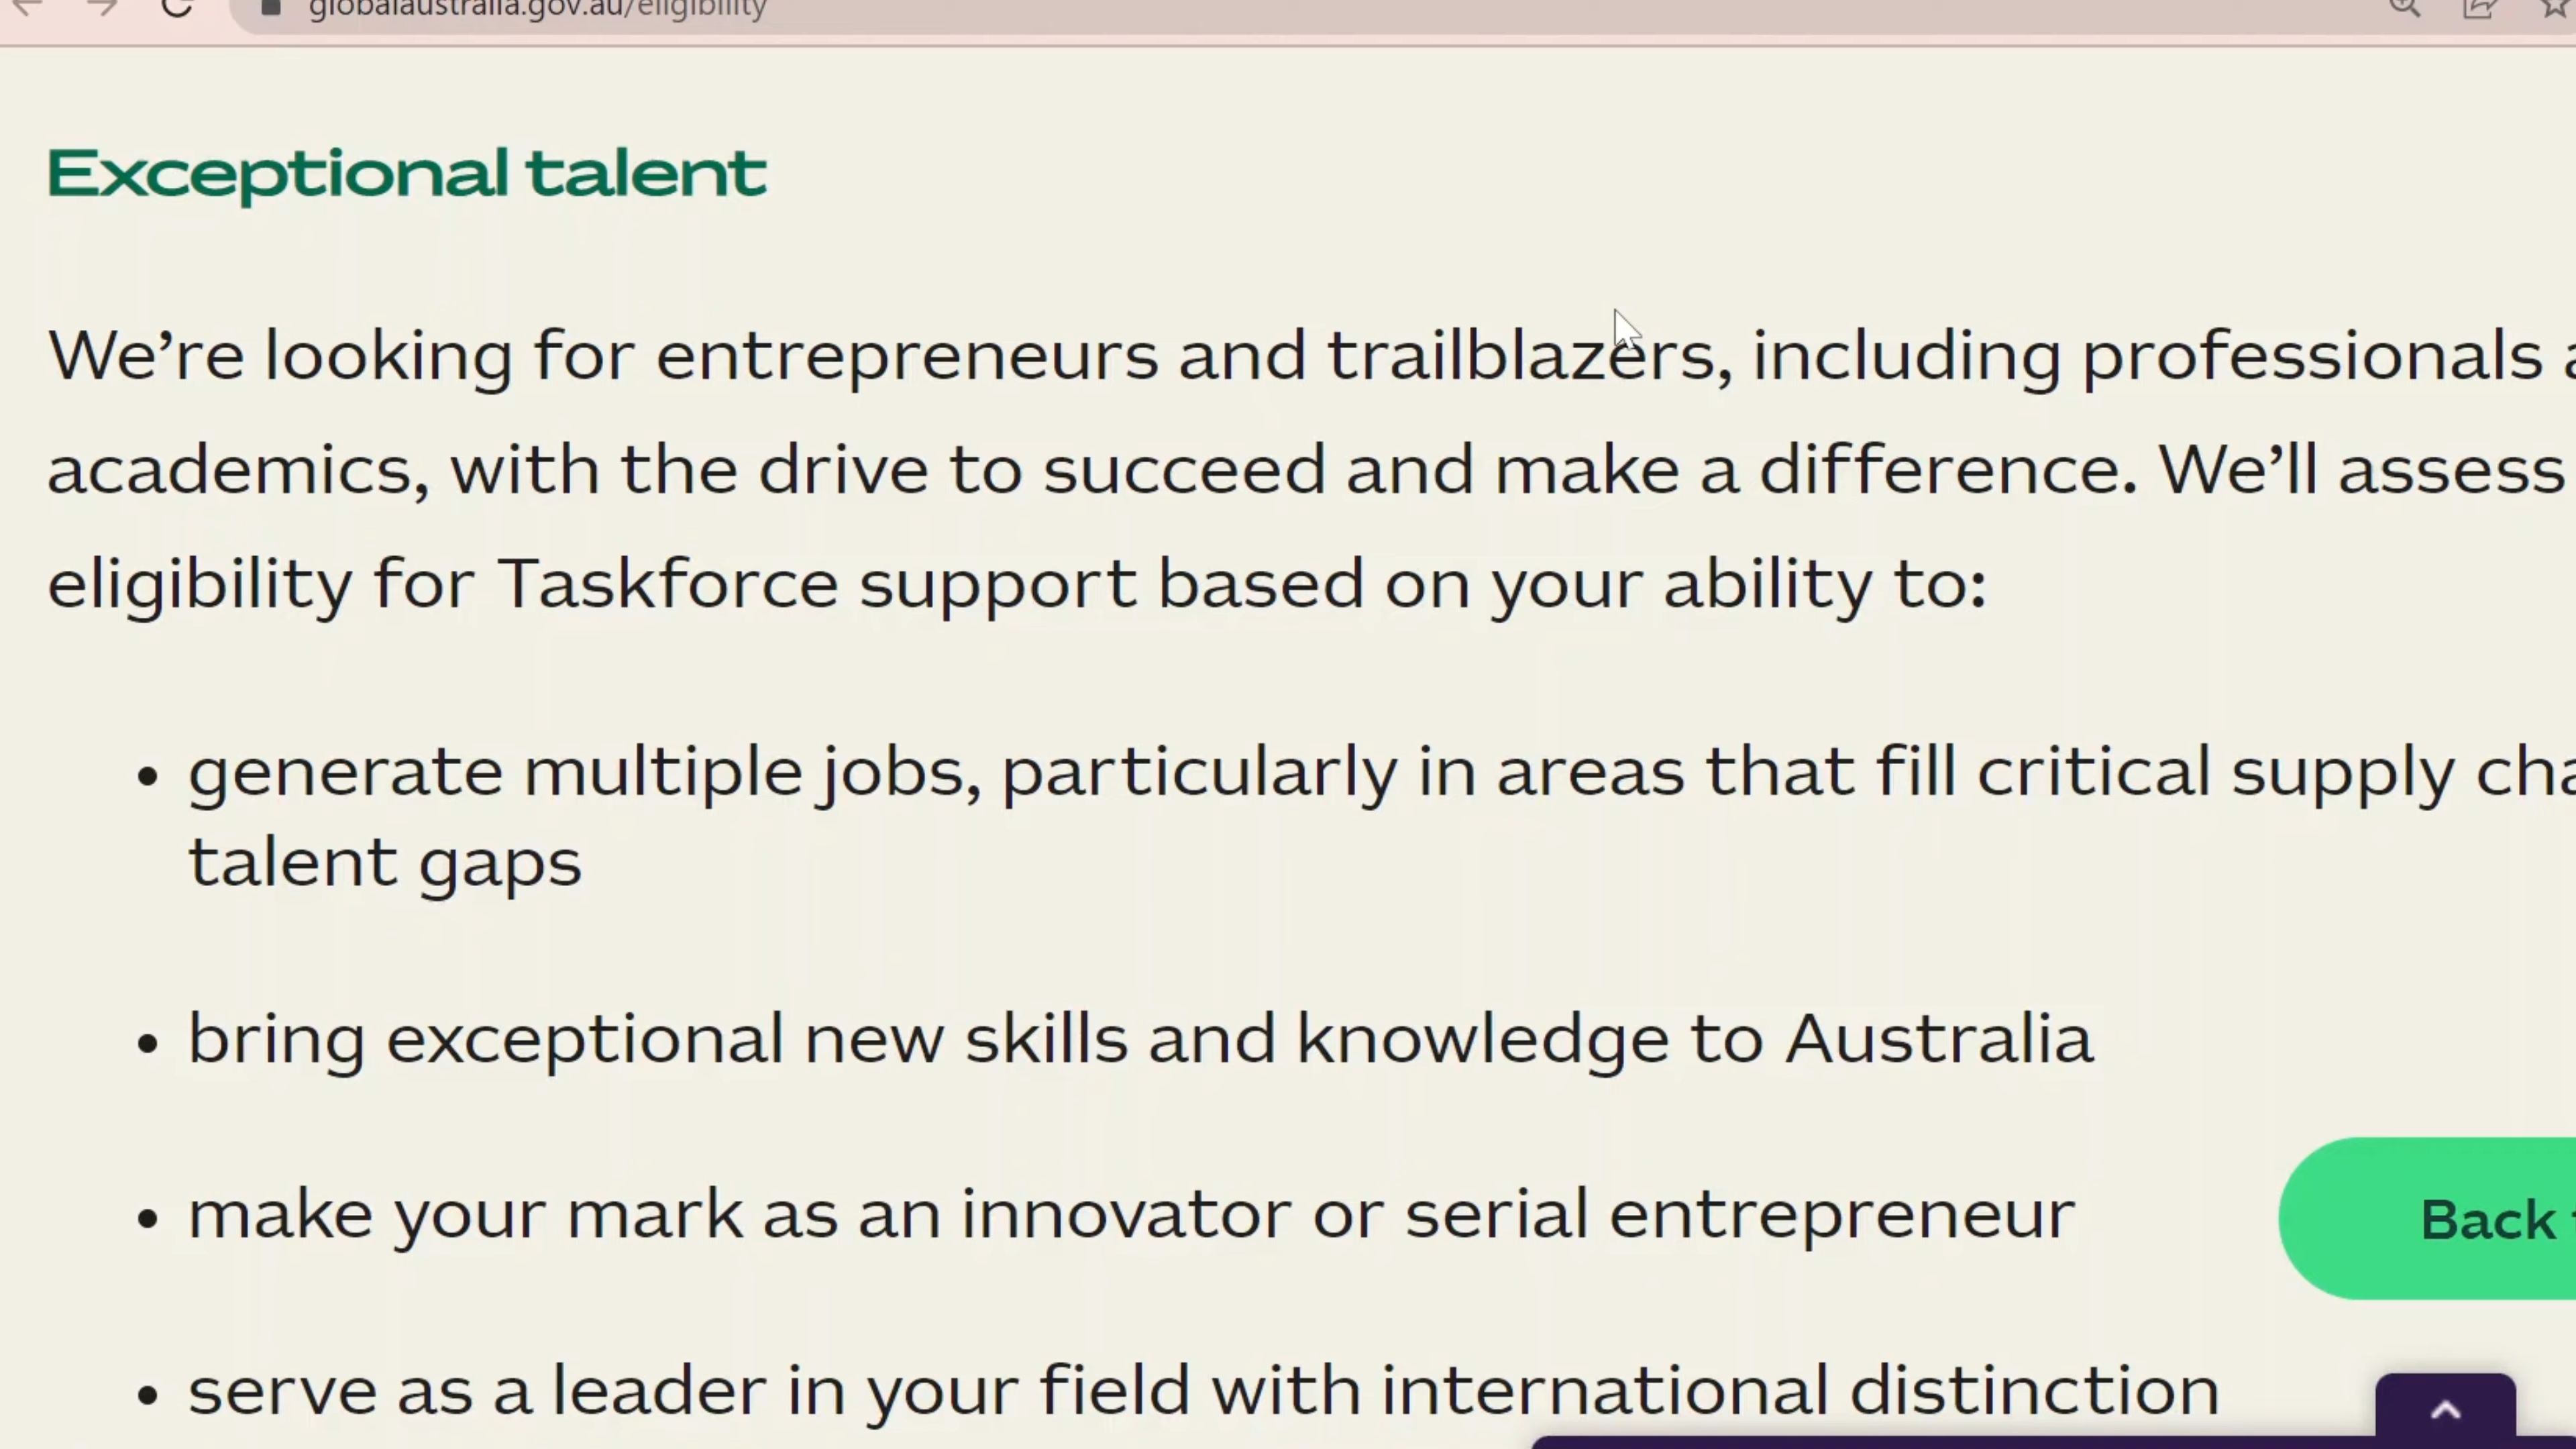 globalaustralia.gov.au/eligibility
Exceptional talent
We’re looking for entrepreneurs and trailblazers, including professionals
academics, with the drive to succeed and make a difference. We’ll assess
eligibility for Taskforce support based on your ability to:
• generate multiple jobs, particularly in areas that fill critical supply
talent gaps
• bring exceptional new skills and knowledge to Australia
• make your mark as an innovator or serial entrepreneur
Back
• serve as a leader in your field with international distinction